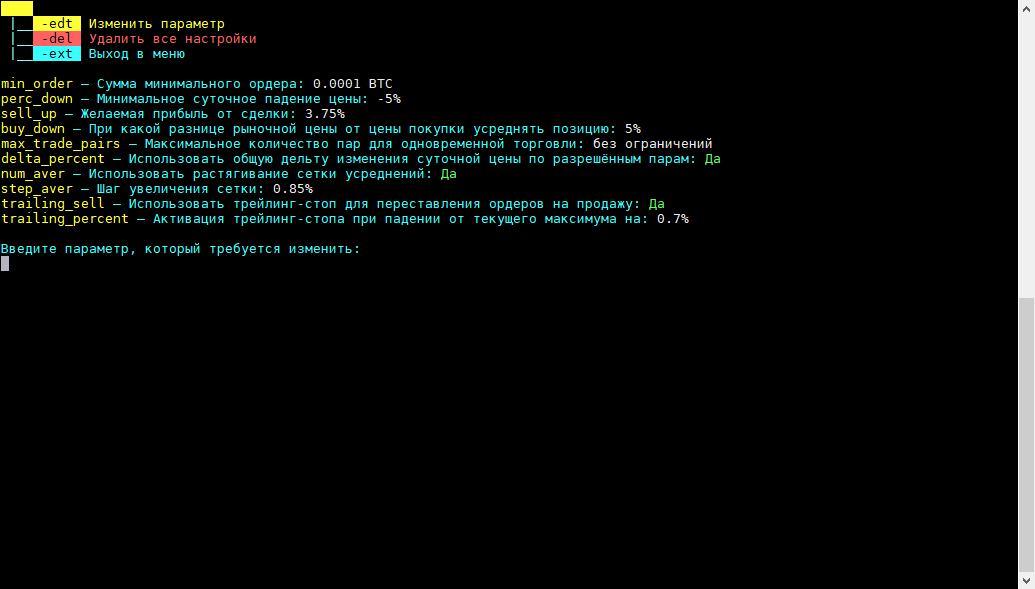 |__ -edt Изменить параметр
|__ -del Удалить все настройки
|__ -ext Выход в меню
min_order – Сумма минимального ордера: 0.0001 BTC
perc_down – Минимальное суточное падение цены: -5%
sell_up – Желаемая прибыль от сделки: 3.75%
buy_down – При какой разнице рыночной цены от цены покупки усреднять позицию: 5%
max_trade_pairs – Максимальное количество пар для одновременной торговли: без ограничений
delta_percent – Использовать общую дельту изменения суточной цены по разрешённым парам: Да
num_aver – Использовать растягивание сетки усреднений: Да
step_aver – Шаг увеличения сетки: 0.85%
trailing_sell – Использовать трейлинг-стоп для переставления ордеров на продажу: Да
trailing_percent – Активация трейлинг-стопа при падении от текущего максимума на: 0.7%
Введите параметр, который требуется изменить: